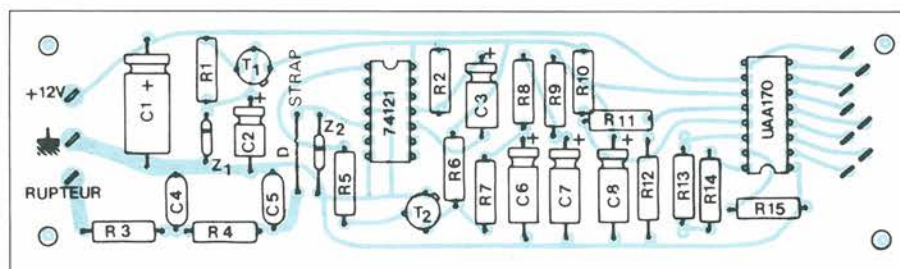 +12V
RUPTEUR
C1
+
R1
T1
+
C2
Z1
STRAP
D
Z2
R3
C4
R4
C5
R5
74121
T2
R2
+
C3
R6
R7
R8
R9
R10
R11
+
C6
+
C7
+
C8
R12
R13
R14
UAA170
R15